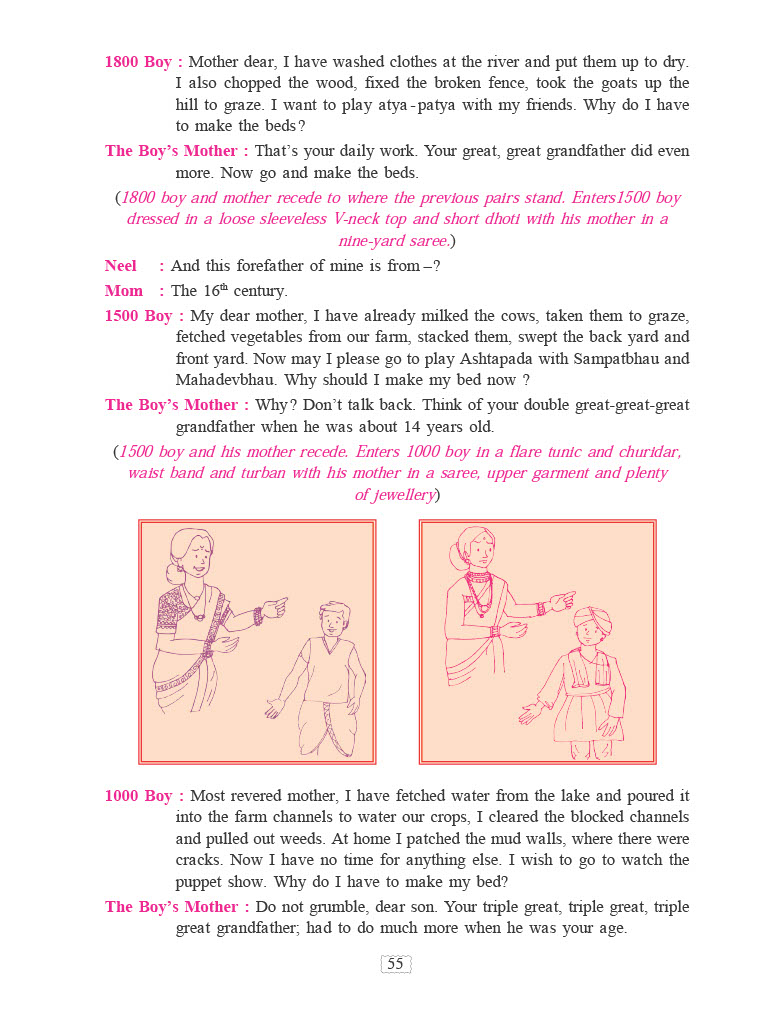 1800 Boy : Mother dear, I have washed clothes at the river and put them up to dry.
I also chopped the wood, fixed the broken fence, took the goats up the
hill to graze. I want to play atya-patya with my friends. Why do I have
to make the beds?
The Boy's Mother : That's your daily work. Your great, great grandfather did even
more. Now go and make the beds.
(1800 boy and mother recede to where the previous pairs stand. Enters1500 boy
dressed in a loose sleeveless V-neck top and short dhoti with his mother in a
nine-yard saree.)
Neel : And this forefather of mine is from –?
Mom : The 16th century.
1500 Boy : My dear mother, I have already milked the cows, taken them to graze,
fetched vegetables from our farm, stacked them, swept the back yard and
front yard. Now may I please go to play Ashtapada with Sampatbhau and
Mahadevbhau. Why should I make my bed now ?
The Boy's Mother : Why? Don't talk back. Think of your double great-great-great
grandfather when he was about 14 years old.
(1500 boy and his mother recede. Enters 1000 boy in a flare tunic and churidar,
waist band and turban with his mother in a saree, upper garment and plenty
of jewellery)
1000 Boy : Most revered mother, I have fetched water from the lake and poured it
into the farm channels to water our crops, I cleared the blocked channels
and pulled out weeds. At home I patched the mud walls, where there were
cracks. Now I have no time for anything else. I wish to go to watch the
puppet show. Why do I have to make my bed?
The Boy's Mother : Do not grumble, dear son. Your triple great, triple great, triple
great grandfather; had to do much more when he was your age.
55